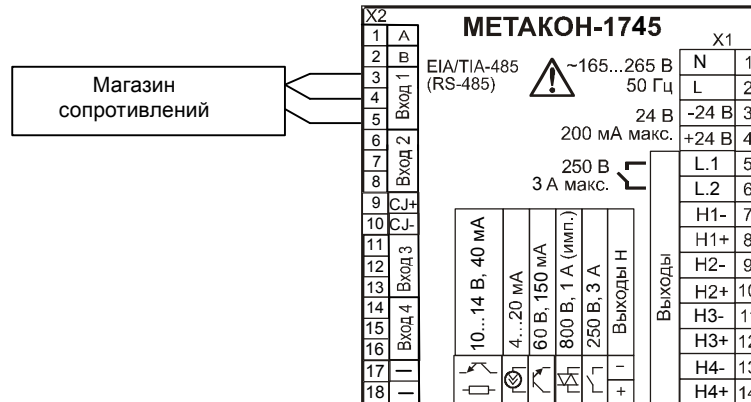 Магазин
сопротивлений
X2
1 A
2 B
3
4
5
Вход 1
6
7
8
Вход 2
9 CJ+
10 CJ-
11
12
13
Вход 3
14
15
16
Вход 4
17 —
18 —
МЕТАКОН-1745
EIA/TIA-485
(RS-485)
~165...265 В
50 Гц
24 В
200 мА макс.
250 В
3 А макс.
10...14 В, 40 мА
4...20 мА
60 В, 150 мА
800 В, 1 А (имп.)
250 В, 3 А
Выходы Н
-
+
Выходы
X1
N 1
L 2
-24 В 3
+24 В 4
L.1 5
L.2 6
H1- 7
H1+ 8
H2- 9
H2+ 10
H3- 11
H3+ 12
H4- 13
H4+ 14